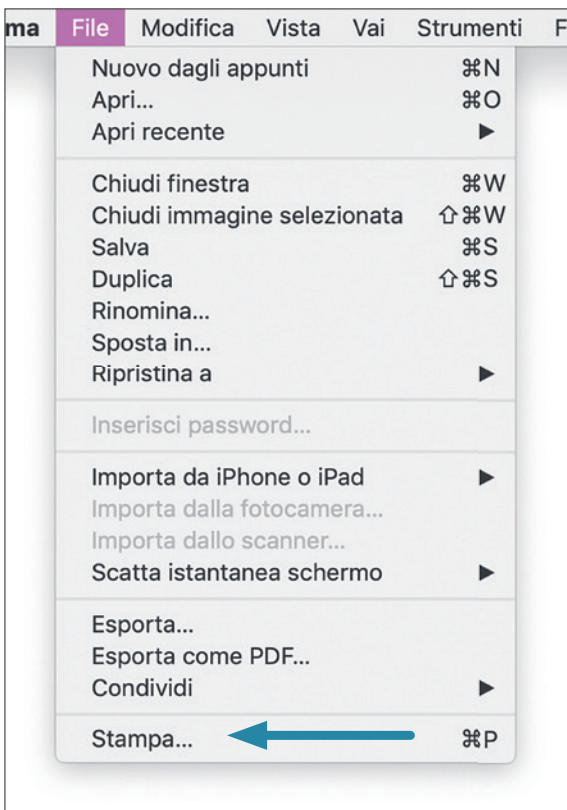 ma File Modifica Vista Vai Strumenti F
Nuovo dagli appunti ⌘N
Apri... ⌘O
Apri recente ▶
Chiudi finestra ⌘W
Chiudi immagine selezionata ⇧⌘W
Salva ⌘S
Duplica ⇧⌘S
Rinomina...
Sposta in...
Ripristina a ▶
Inserisci password...
Importa da iPhone o iPad ▶
Importa dalla fotocamera...
Importa dallo scanner...
Scatta istantanea schermo ▶
Esporta...
Esporta come PDF...
Condividi ▶
Stampa... ⌘P